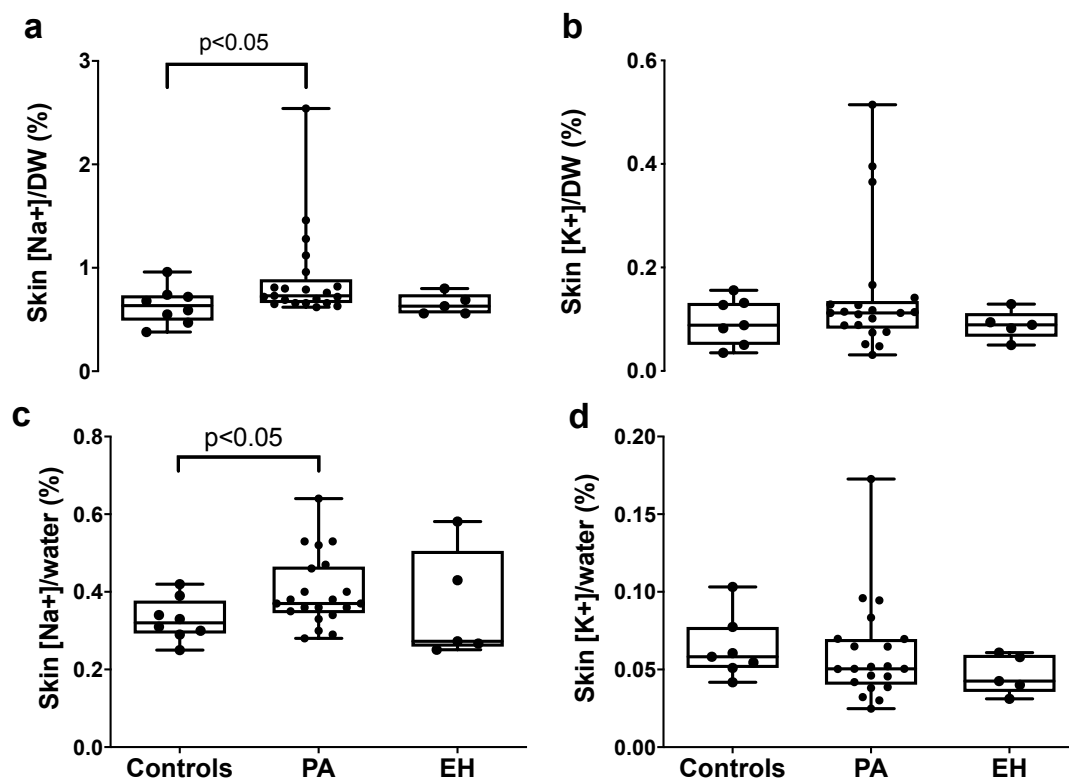 a
p<0.05
Skin [Na+]/DW (%)
3
2
1
0
b
Skin [K+]/DW (%)
0.6
0.4
0.2
0.0
c
p<0.05
Skin [Na+]/water (%)
0.8
0.6
0.4
0.2
0.0
Controls
PA
EH
d
Skin [K+]/water (%)
0.20
0.15
0.10
0.05
0.00
Controls
PA
EH